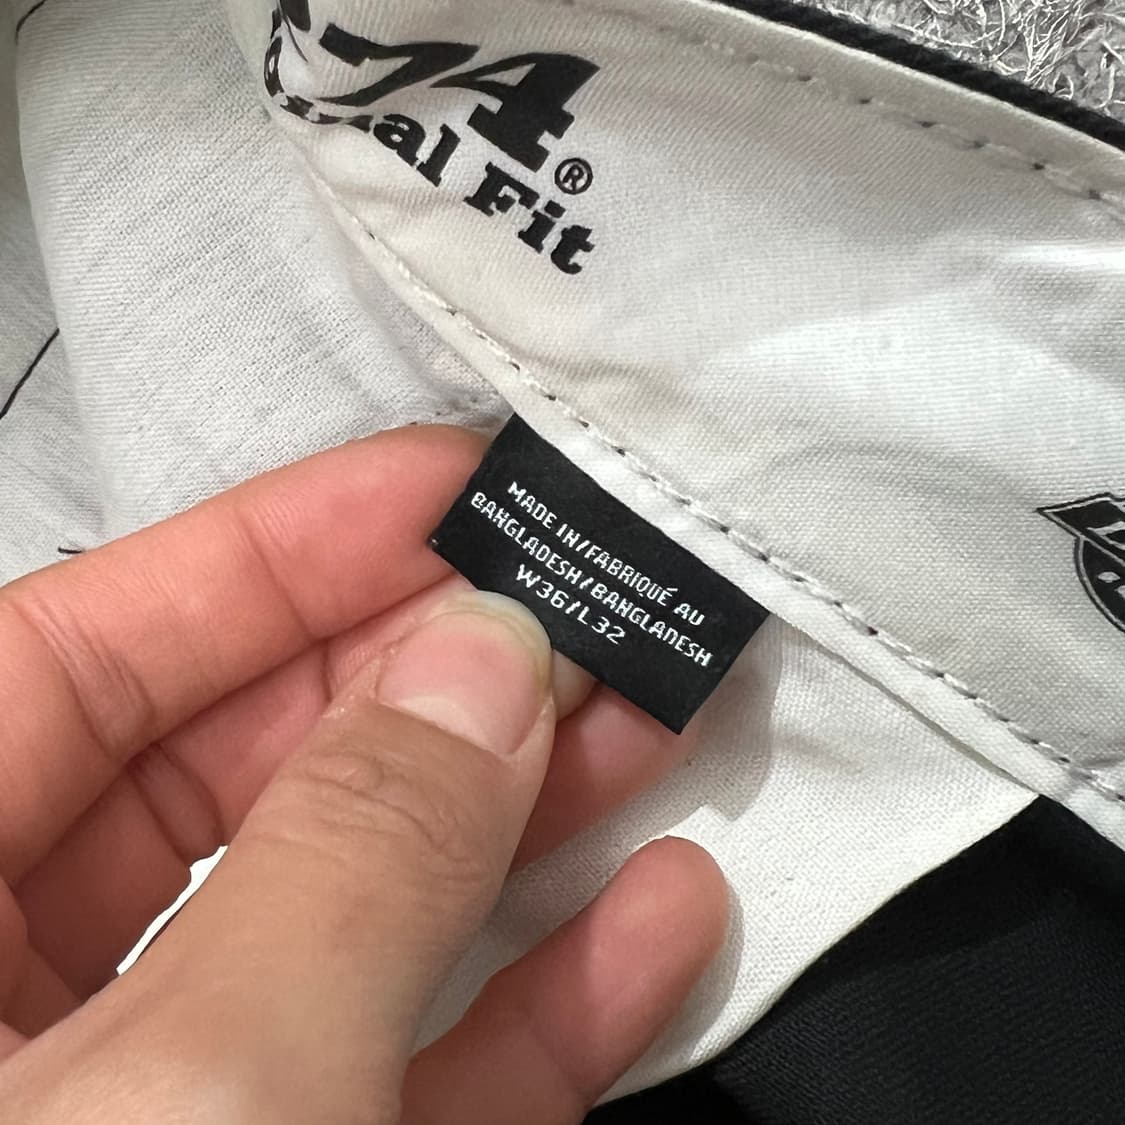 74®
Fit
MADE IN/FABRIQUÉ AU
BANGLADESH/BANGLADESH
W36/L32